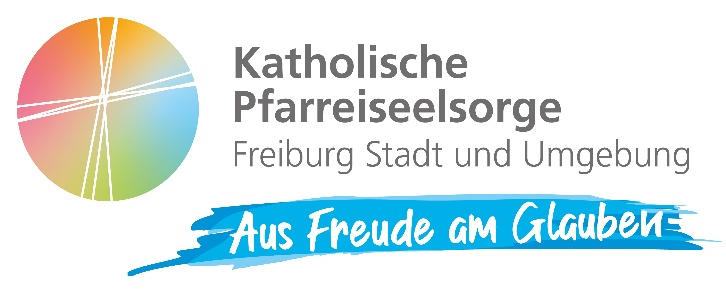 Katholische
Pfarreiseelsorge
Freiburg Stadt und Umgebung
Aus Freude am Glauben